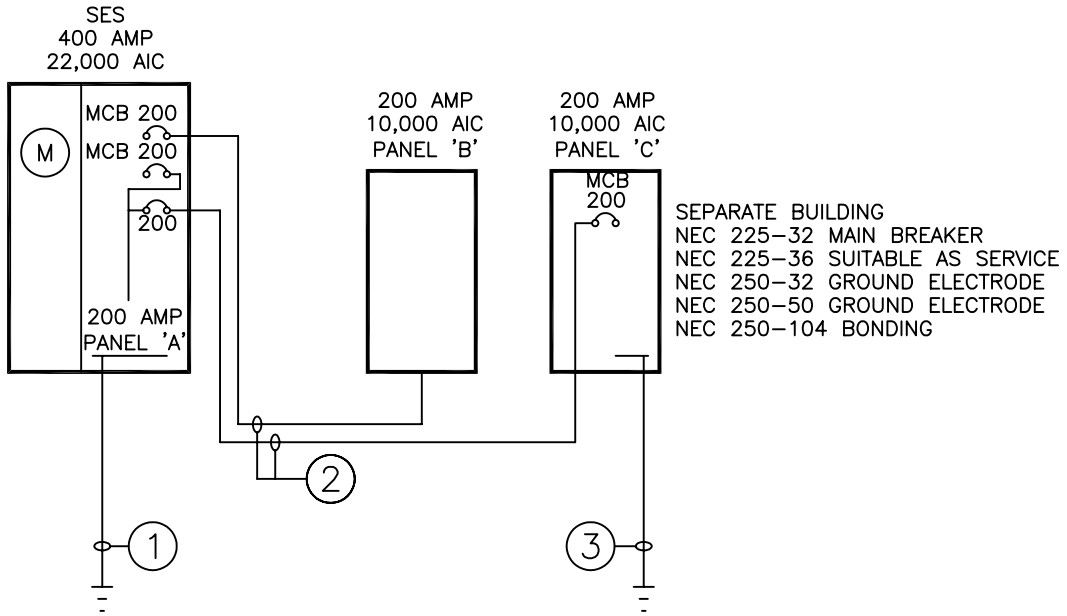 SES
400 AMP
22,000 AIC
MCB 200
M
MCB 200
200
200 AMP
PANEL 'A'
200 AMP
10,000 AIC
PANEL 'B'
200 AMP
10,000 AIC
PANEL 'C'
MCB
200
SEPARATE BUILDING
NEC 225-32 MAIN BREAKER
NEC 225-36 SUITABLE AS SERVICE
NEC 250-32 GROUND ELECTRODE
NEC 250-50 GROUND ELECTRODE
NEC 250-104 BONDING
2
1
3